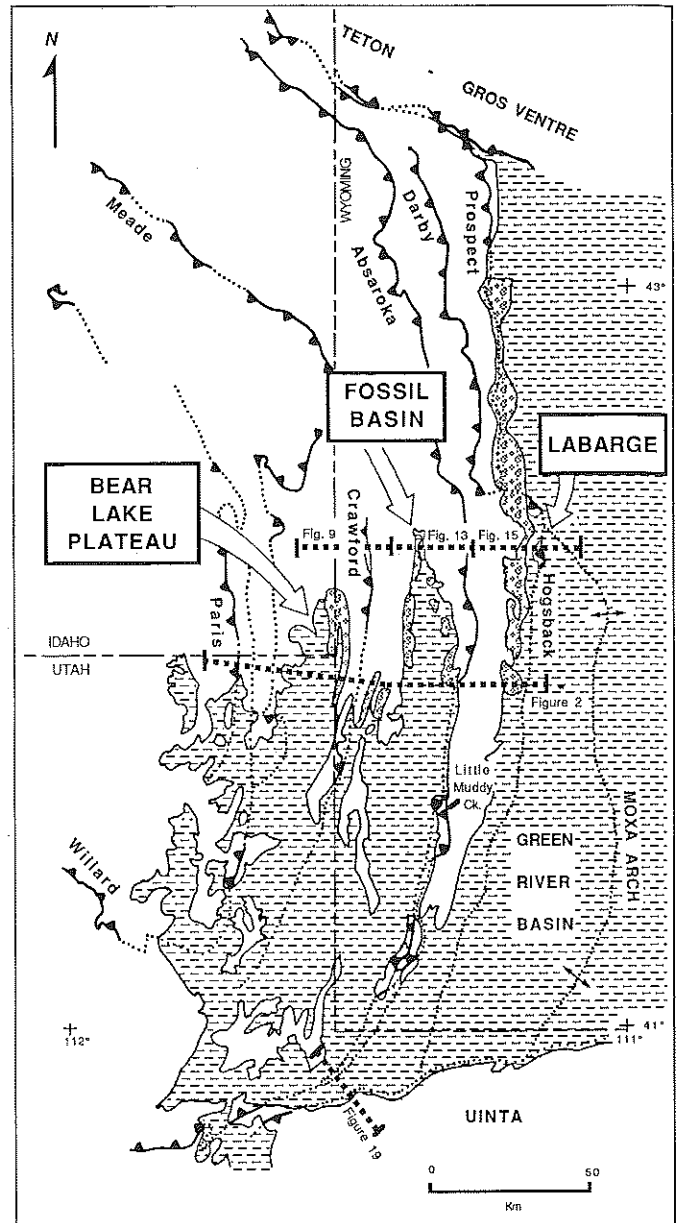 N
TETON
GROS VENTRE
WYOMING
Meade
Absaroka
Darby
Prospect
43°
FOSSIL
BASIN
LABARGE
BEAR
LAKE
PLATEAU
Fig. 9
Crawford
Fig. 13
Fig. 15
Hogsback
Paris
IDAHO
UTAH
Figure 2
Little
Muddy
Ck.
GREEN
RIVER
BASIN
MOXA ARCH
Willard
112°
41°
111°
UINTA
Figure 19
0
50
Km